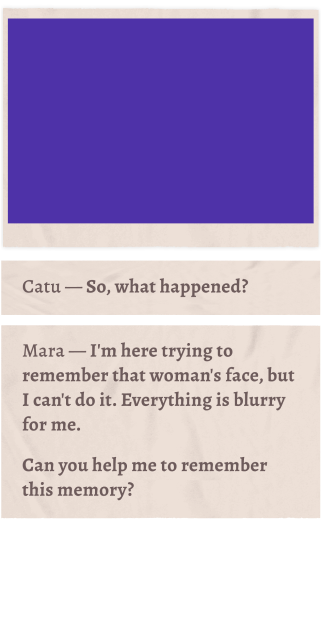 Catu — So, what happened?
Mara — I'm here trying to
remember that woman's face, but
I can't do it. Everything is blurry
for me.
Can you help me to remember
this memory?